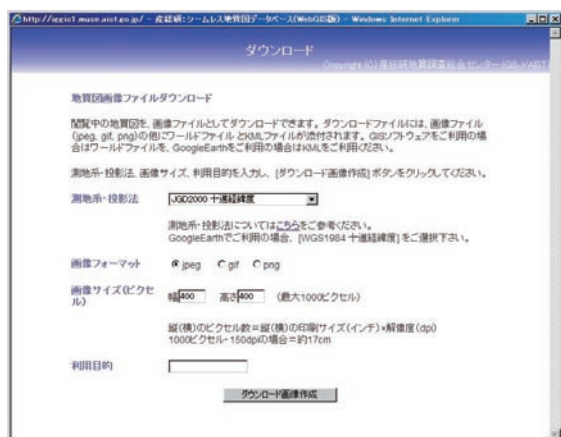 http://iggis1.muse.aist.go.jp/ - 産総研:シームレス地質図データベース(WebGIS版) - Windows Internet Explorer
ダウンロード
Copyright (C) 産総研地質調査総合センター (GSJ/AIST)
地質図画像ファイルダウンロード
閲覧中の地質図を、画像ファイルとしてダウンロードできます。ダウンロードファイルには、画像ファイル
(jpeg, gif, png)の他にワールドファイルとKMLファイルが添付されます。GISソフトウェアをご利用の場
合はワールドファイルを、GoogleEarthをご利用の場合はKMLをご利用ください。
測地系・投影法、画像サイズ、利用目的を入力し、[ダウンロード画像作成]ボタンをクリックしてください。
測地系・投影法 JGD2000 十進経緯度
測地系・投影法についてはこちらをご参考ください。
GoogleEarthでご利用の場合、[WGS1984 十進経緯度]をご選択下さい。
画像フォーマット jpeg gif png
画像サイズ(ピクセ
ル) 幅 400 高さ 400 (最大1000ピクセル)
縦(横)のピクセル数=縦(横)の印刷サイズ(インチ)×解像度(dpi)
1000ピクセル・150dpiの場合=約17cm
利用目的
ダウンロード画像作成